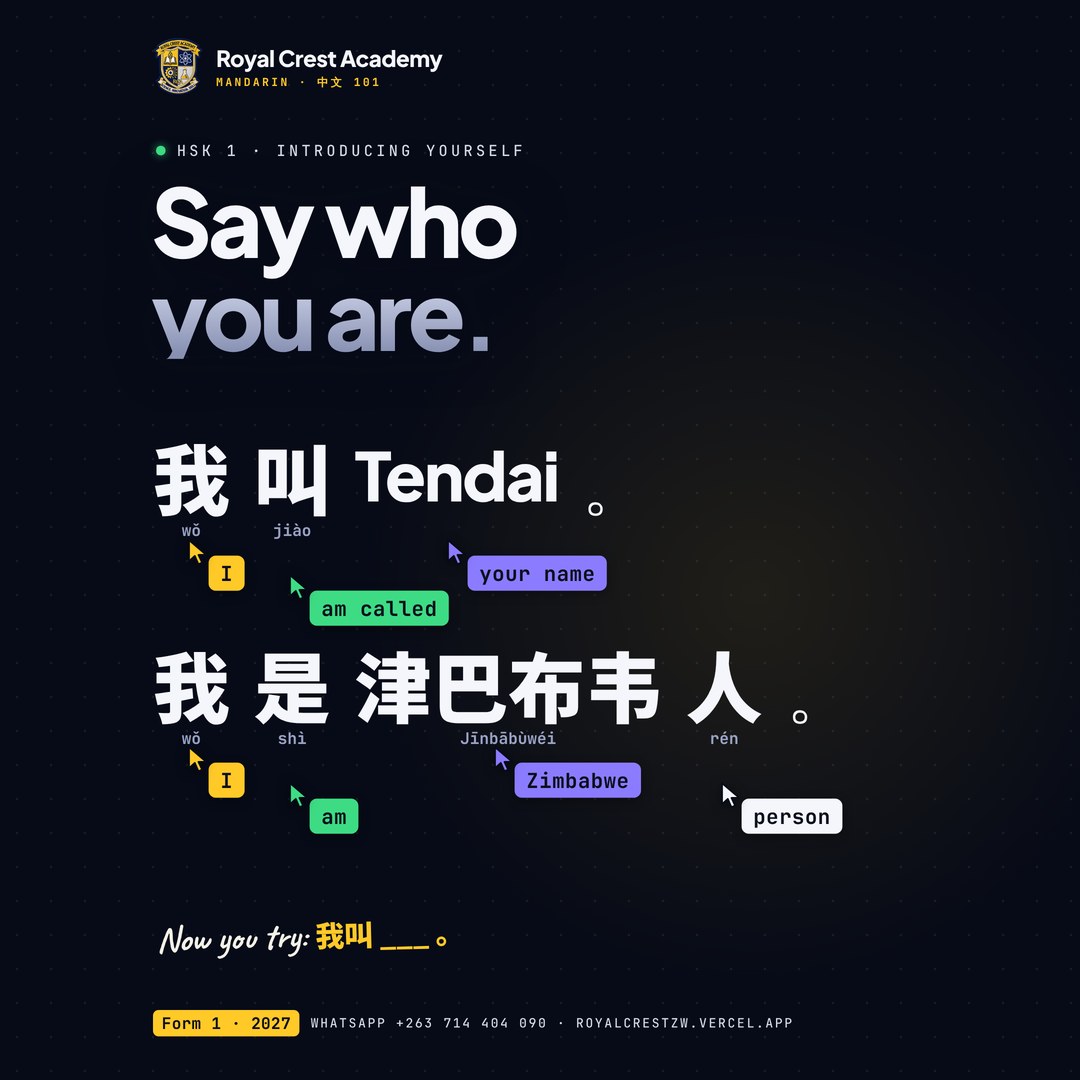 Royal Crest Academy
MANDARIN · 中文 101
HSK 1 · INTRODUCING YOURSELF
Say who
you are.
我 叫 Tendai 。
wǒ jiào
I am called your name
我 是 津巴布韦 人 。
wǒ shì Jīnbābùwéi rén
I am Zimbabwe person
Now you try: 我叫 ___ 。
Form 1 · 2027 WHATSAPP +263 714 404 090 · ROYALCRESTZW.VERCEL.APP